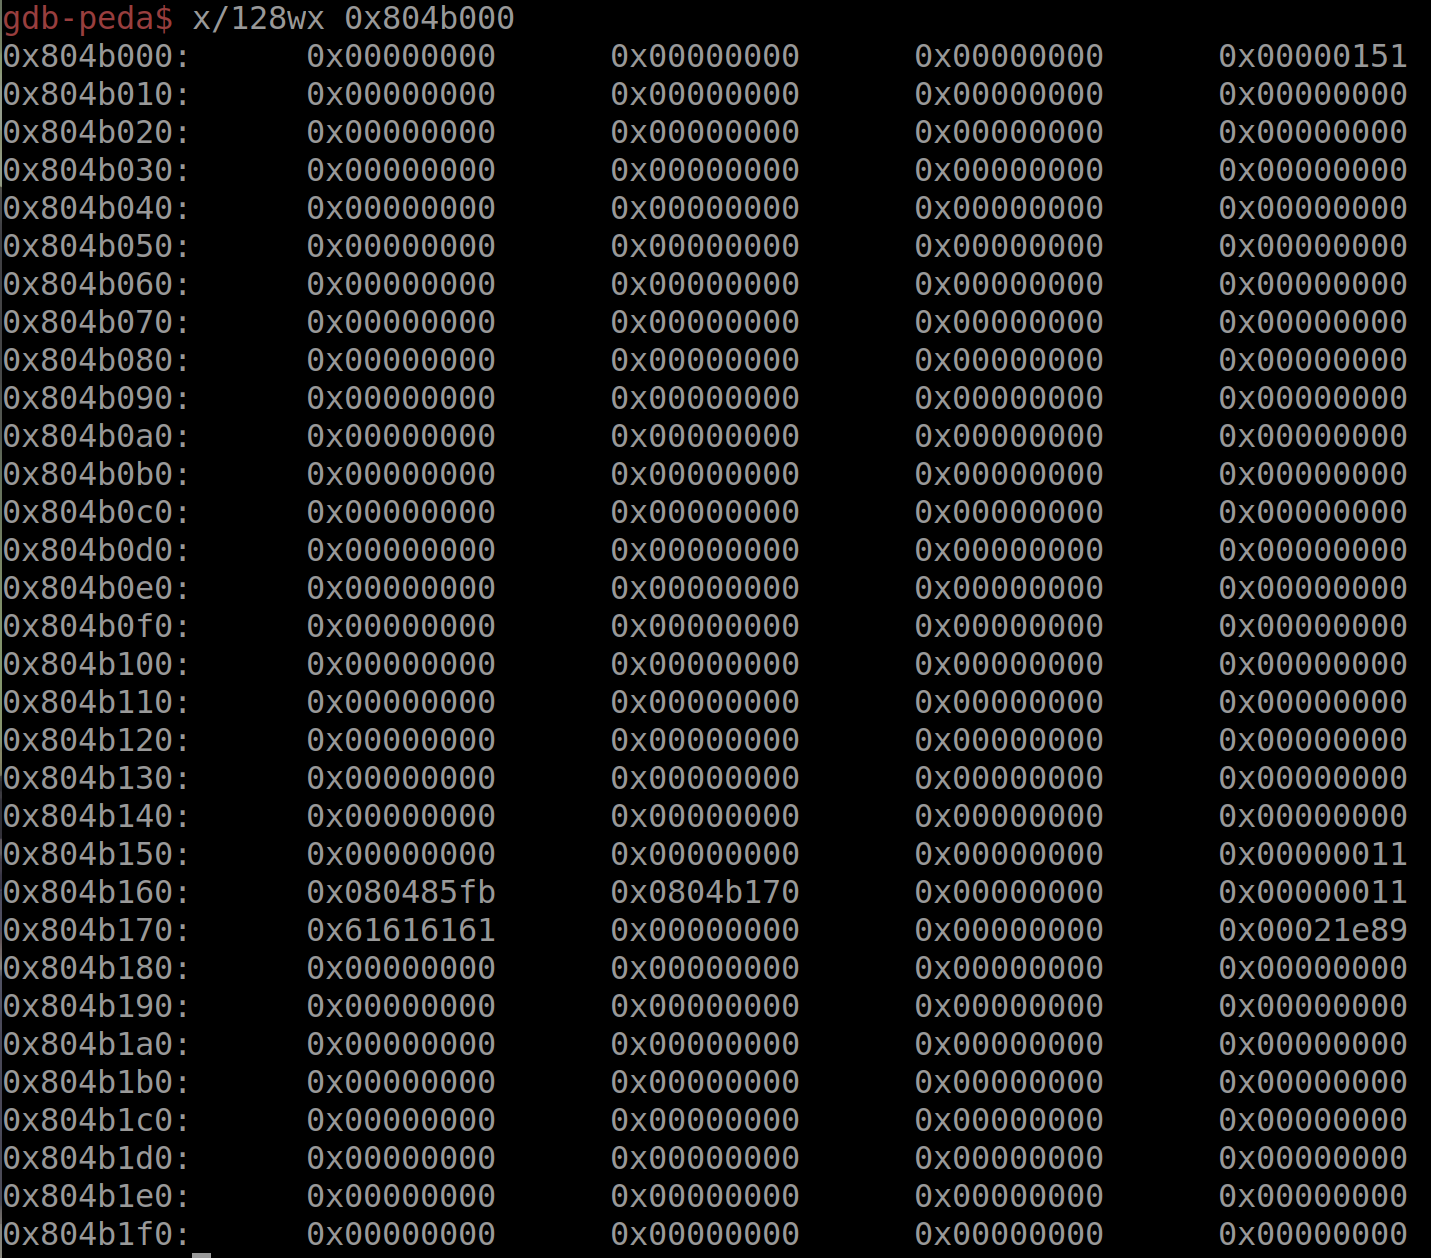 gdb-peda$ x/128wx 0x804b000
0x804b000: 0x00000000 0x00000000 0x00000000 0x00000151
0x804b010: 0x00000000 0x00000000 0x00000000 0x00000000
0x804b020: 0x00000000 0x00000000 0x00000000 0x00000000
0x804b030: 0x00000000 0x00000000 0x00000000 0x00000000
0x804b040: 0x00000000 0x00000000 0x00000000 0x00000000
0x804b050: 0x00000000 0x00000000 0x00000000 0x00000000
0x804b060: 0x00000000 0x00000000 0x00000000 0x00000000
0x804b070: 0x00000000 0x00000000 0x00000000 0x00000000
0x804b080: 0x00000000 0x00000000 0x00000000 0x00000000
0x804b090: 0x00000000 0x00000000 0x00000000 0x00000000
0x804b0a0: 0x00000000 0x00000000 0x00000000 0x00000000
0x804b0b0: 0x00000000 0x00000000 0x00000000 0x00000000
0x804b0c0: 0x00000000 0x00000000 0x00000000 0x00000000
0x804b0d0: 0x00000000 0x00000000 0x00000000 0x00000000
0x804b0e0: 0x00000000 0x00000000 0x00000000 0x00000000
0x804b0f0: 0x00000000 0x00000000 0x00000000 0x00000000
0x804b100: 0x00000000 0x00000000 0x00000000 0x00000000
0x804b110: 0x00000000 0x00000000 0x00000000 0x00000000
0x804b120: 0x00000000 0x00000000 0x00000000 0x00000000
0x804b130: 0x00000000 0x00000000 0x00000000 0x00000000
0x804b140: 0x00000000 0x00000000 0x00000000 0x00000000
0x804b150: 0x00000000 0x00000000 0x00000000 0x00000011
0x804b160: 0x080485fb 0x0804b170 0x00000000 0x00000011
0x804b170: 0x61616161 0x00000000 0x00000000 0x00021e89
0x804b180: 0x00000000 0x00000000 0x00000000 0x00000000
0x804b190: 0x00000000 0x00000000 0x00000000 0x00000000
0x804b1a0: 0x00000000 0x00000000 0x00000000 0x00000000
0x804b1b0: 0x00000000 0x00000000 0x00000000 0x00000000
0x804b1c0: 0x00000000 0x00000000 0x00000000 0x00000000
0x804b1d0: 0x00000000 0x00000000 0x00000000 0x00000000
0x804b1e0: 0x00000000 0x00000000 0x00000000 0x00000000
0x804b1f0: 0x00000000 0x00000000 0x00000000 0x00000000